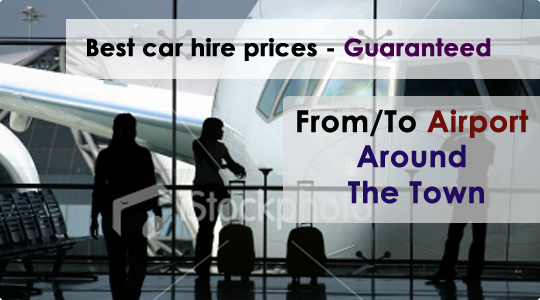 Best car hire prices - Guaranteed
From/To Airport
Around
The Town
iStockphoto